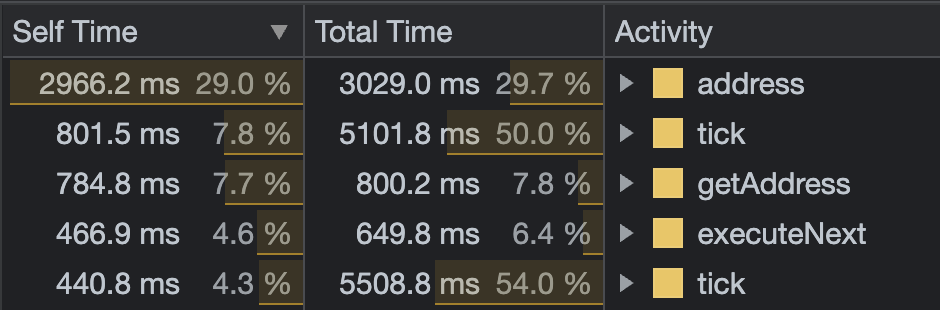 Self Time ▼ Total Time Activity
2966.2 ms 29.0 % 3029.0 ms 29.7 % ▶ address
801.5 ms 7.8 % 5101.8 ms 50.0 % ▶ tick
784.8 ms 7.7 % 800.2 ms 7.8 % ▶ getAddress
466.9 ms 4.6 % 649.8 ms 6.4 % ▶ executeNext
440.8 ms 4.3 % 5508.8 ms 54.0 % ▶ tick